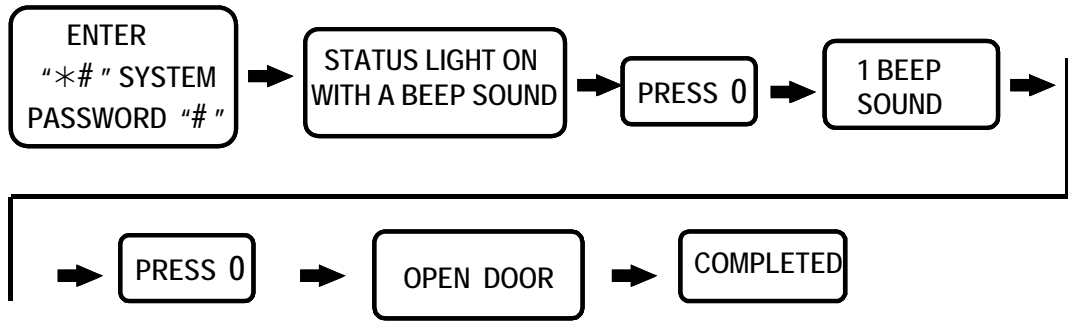 ENTER
“*# ” SYSTEM
PASSWORD “# ”
STATUS LIGHT ON
WITH A BEEP SOUND
PRESS 0
1 BEEP
SOUND
PRESS 0
OPEN DOOR
COMPLETED